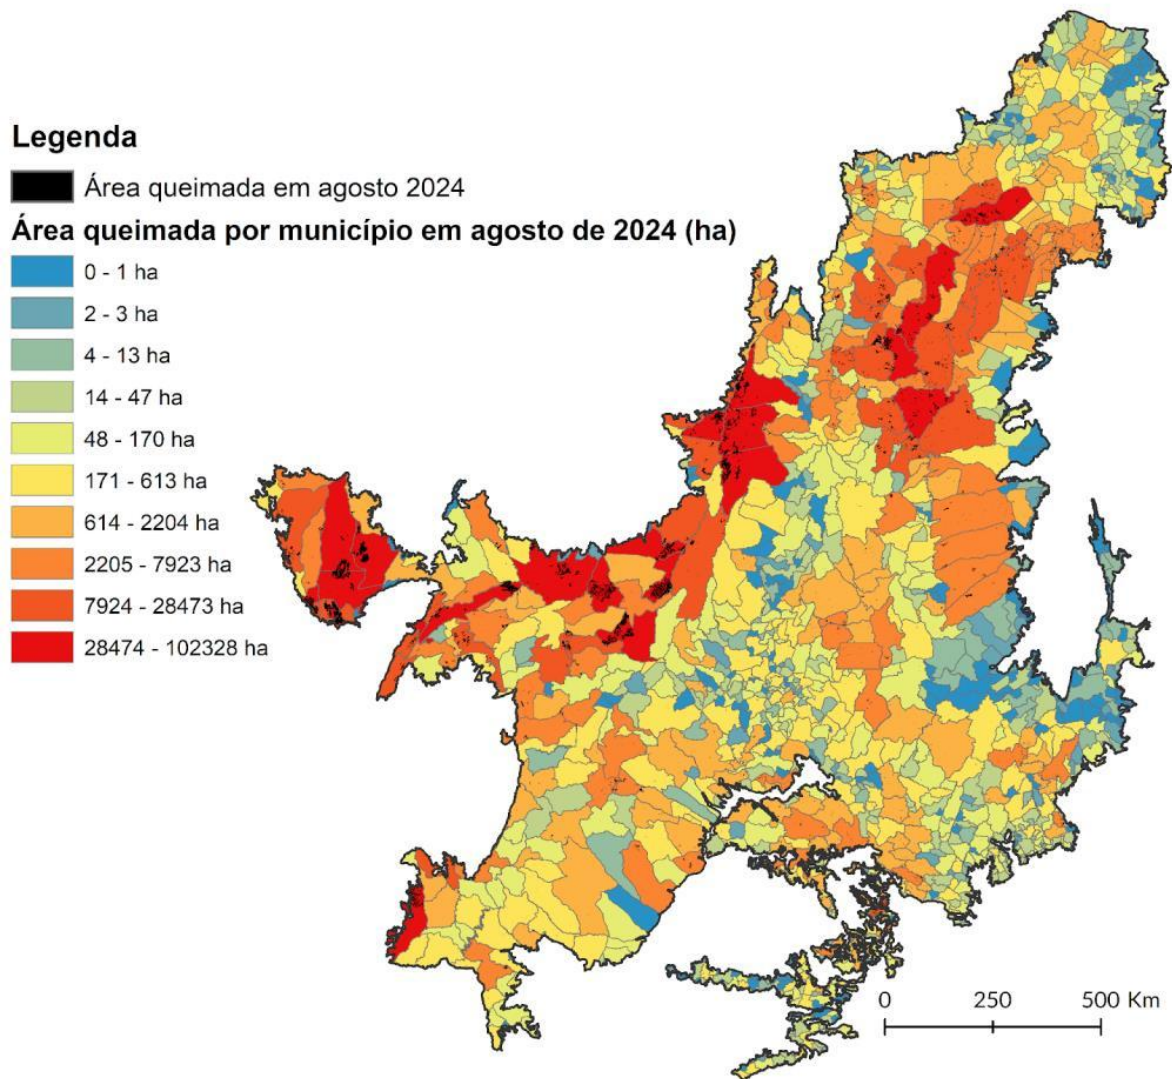 Legenda
Área queimada em agosto 2024
Área queimada por município em agosto de 2024 (ha)
0 - 1 ha
2 - 3 ha
4 - 13 ha
14 - 47 ha
48 - 170 ha
171 - 613 ha
614 - 2204 ha
2205 - 7923 ha
7924 - 28473 ha
28474 - 102328 ha
0 250 500 Km